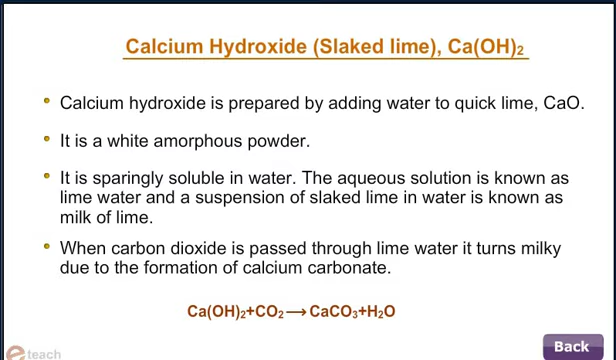 Calcium Hydroxide (Slaked lime), Ca(OH)₂
Calcium hydroxide is prepared by adding water to quick lime, CaO.
It is a white amorphous powder.
It is sparingly soluble in water. The aqueous solution is known as
lime water and a suspension of slaked lime in water is known as
milk of lime.
When carbon dioxide is passed through lime water it turns milky
due to the formation of calcium carbonate.
Ca(OH)₂+CO₂⟶CaCO₃+H₂O
e teach
Back